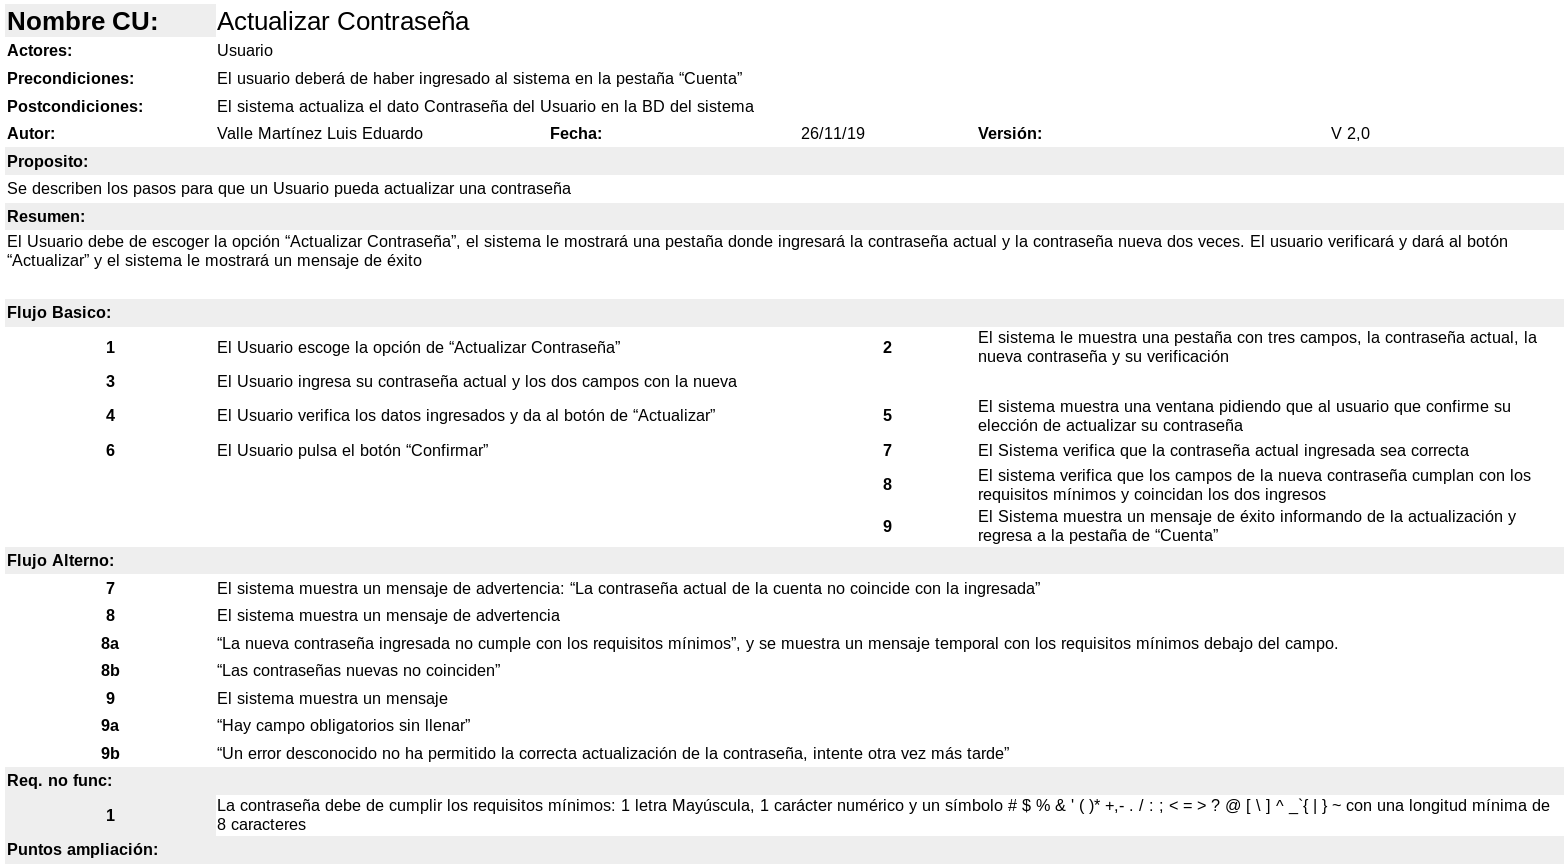 Nombre CU: Actualizar Contraseña
Actores: Usuario
Precondiciones: El usuario deberá de haber ingresado al sistema en la pestaña “Cuenta”
Postcondiciones: El sistema actualiza el dato Contraseña del Usuario en la BD del sistema
Autor: Valle Martínez Luis Eduardo Fecha: 26/11/19 Versión: V 2,0
Proposito:
Se describen los pasos para que un Usuario pueda actualizar una contraseña
Resumen:
El Usuario debe de escoger la opción “Actualizar Contraseña”, el sistema le mostrará una pestaña donde ingresará la contraseña actual y la contraseña nueva dos veces. El usuario verificará y dará al botón
“Actualizar” y el sistema le mostrará un mensaje de éxito
Flujo Basico:
1 El Usuario escoge la opción de “Actualizar Contraseña”
2 El sistema le muestra una pestaña con tres campos, la contraseña actual, la
nueva contraseña y su verificación
3 El Usuario ingresa su contraseña actual y los dos campos con la nueva
4 El Usuario verifica los datos ingresados y da al botón de “Actualizar”
5 El sistema muestra una ventana pidiendo que al usuario que confirme su
elección de actualizar su contraseña
6 El Usuario pulsa el botón “Confirmar”
7 El Sistema verifica que la contraseña actual ingresada sea correcta
8 El sistema verifica que los campos de la nueva contraseña cumplan con los
requisitos mínimos y coincidan los dos ingresos
9 El Sistema muestra un mensaje de éxito informando de la actualización y
regresa a la pestaña de “Cuenta”
Flujo Alterno:
7 El sistema muestra un mensaje de advertencia: “La contraseña actual de la cuenta no coincide con la ingresada”
8 El sistema muestra un mensaje de advertencia
8a “La nueva contraseña ingresada no cumple con los requisitos mínimos”, y se muestra un mensaje temporal con los requisitos mínimos debajo del campo.
8b “Las contraseñas nuevas no coinciden”
9 El sistema muestra un mensaje
9a “Hay campo obligatorios sin llenar”
9b “Un error desconocido no ha permitido la correcta actualización de la contraseña, intente otra vez más tarde”
Req. no func:
1 La contraseña debe de cumplir los requisitos mínimos: 1 letra Mayúscula, 1 carácter numérico y un símbolo # $ % & ' ( )* +,- . / : ; < = > ? @ [ \ ] ^ _`{ | } ~ con una longitud mínima de
8 caracteres
Puntos ampliación: